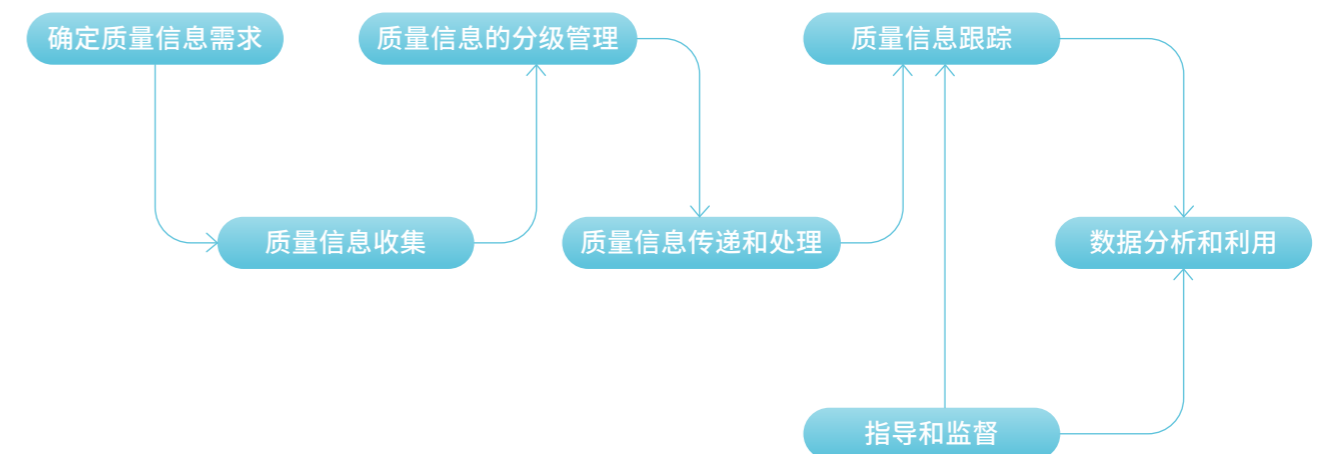 确定质量信息需求
质量信息的分级管理
质量信息跟踪
质量信息收集
质量信息传递和处理
数据分析和利用
指导和监督